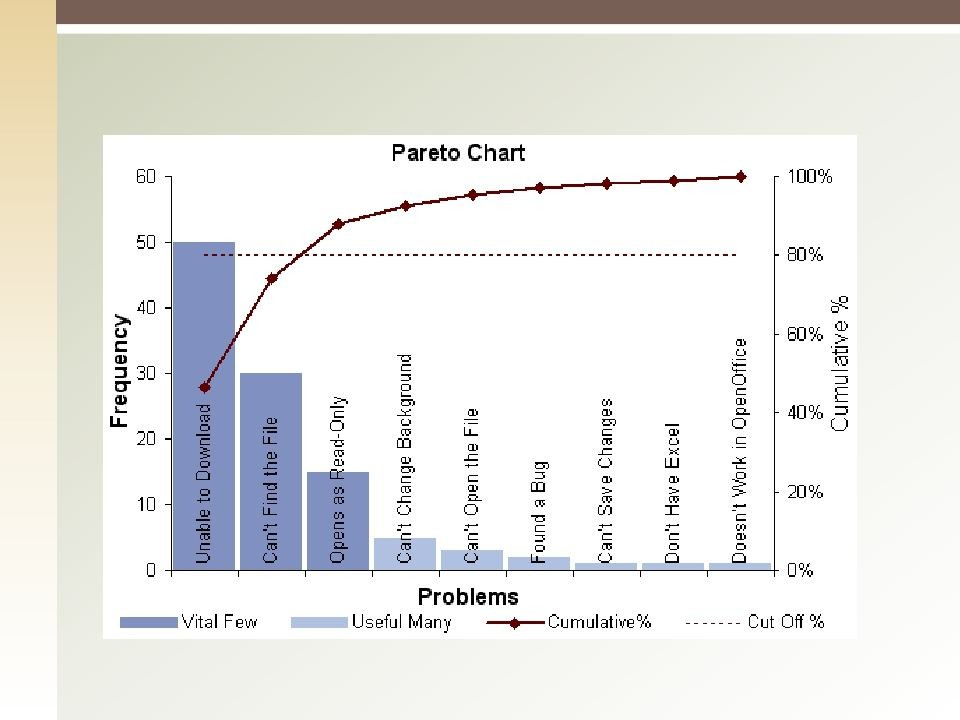 Pareto Chart
60
50
40
30
20
10
0
Frequency
100%
80%
60%
40%
20%
0%
Cumulative %
Unable to Download
Can't Find the File
Opens as Read-Only
Can't Change Background
Can't Open the File
Found a Bug
Can't Save Changes
Don't Have Excel
Doesn't Work in OpenOffice
Problems
Vital Few Useful Many Cumulative% Cut Off %